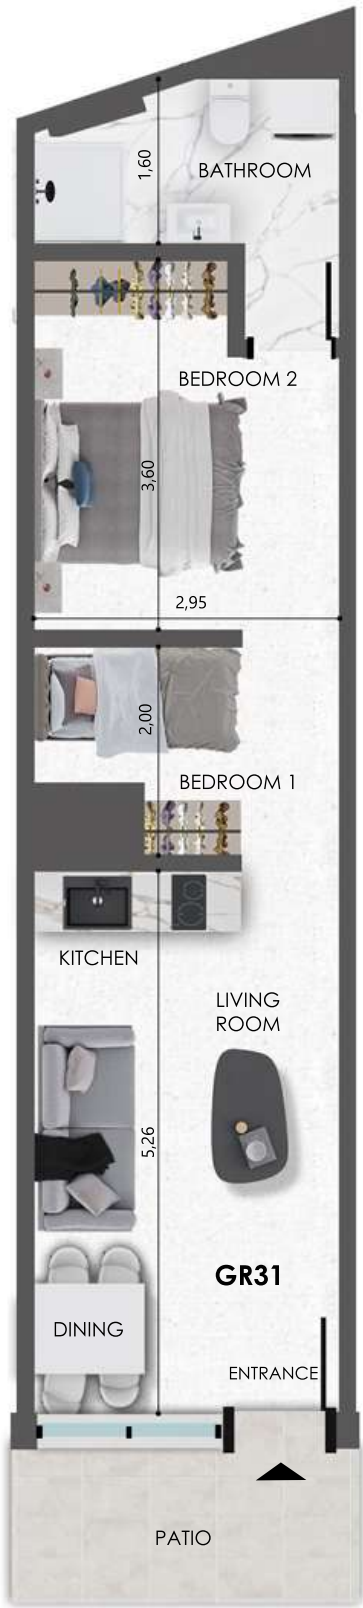 1,60
BATHROOM
BEDROOM 2
3,60
2,95
2,00
BEDROOM 1
KITCHEN
LIVING
ROOM
5,26
GR31
DINING
ENTRANCE
PATIO